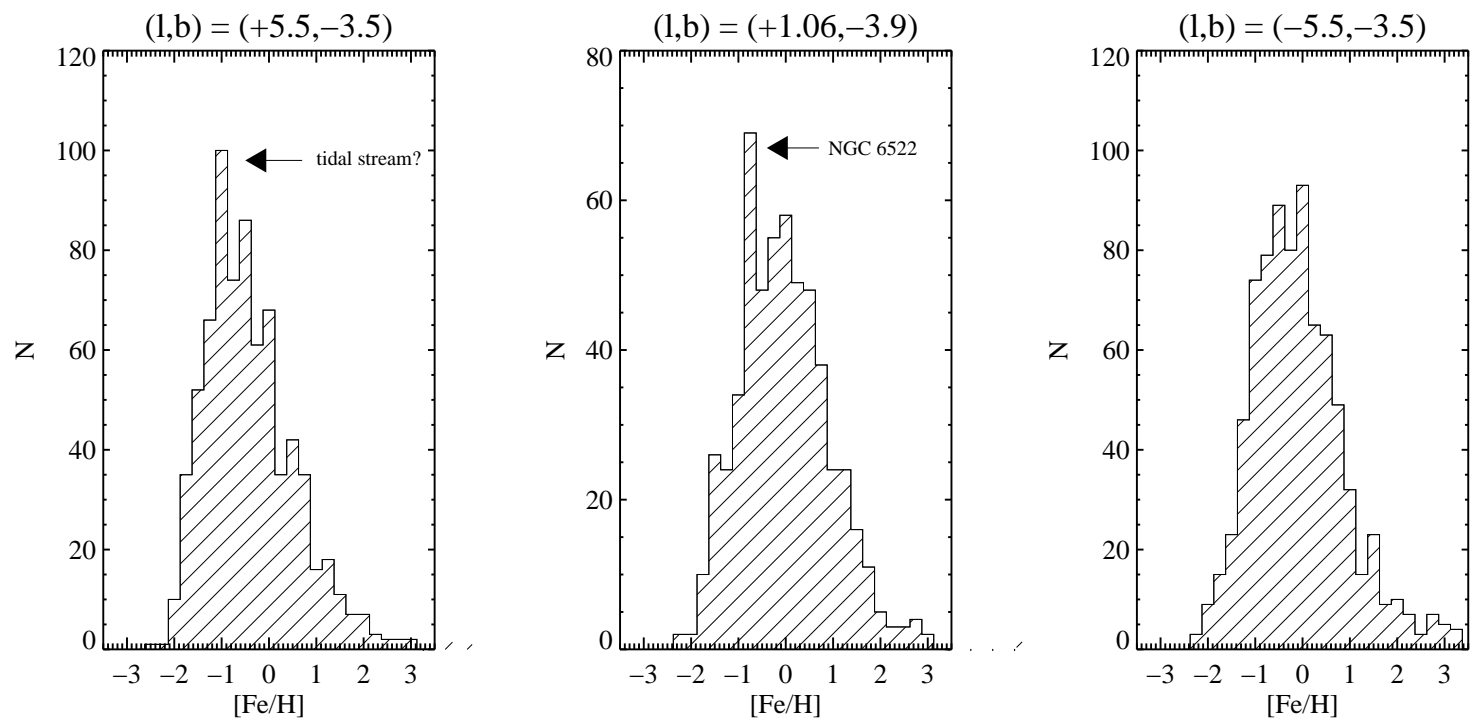 (l,b) = (+5.5,−3.5)
120
100
80
60
40
20
0
N
tidal stream?
−3 −2 −1 0 1 2 3
[Fe/H]
(l,b) = (+1.06,−3.9)
80
60
40
20
0
N
NGC 6522
−3 −2 −1 0 1 2 3
[Fe/H]
(l,b) = (−5.5,−3.5)
120
100
80
60
40
20
0
N
−3 −2 −1 0 1 2 3
[Fe/H]